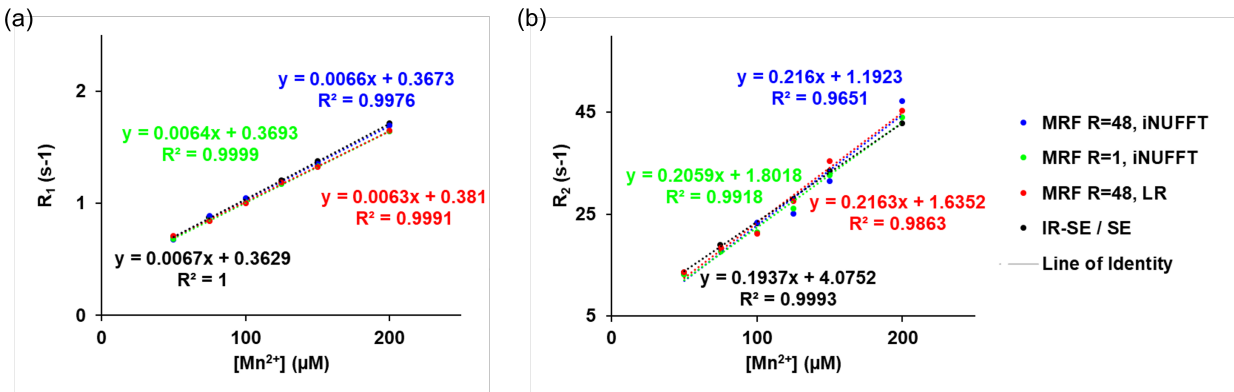 (a)
2
1
0
0
100
200
R₁ (s-1)
[Mn²⁺] (µM)
y = 0.0066x + 0.3673
R² = 0.9976
y = 0.0064x + 0.3693
R² = 0.9999
y = 0.0063x + 0.381
R² = 0.9991
y = 0.0067x + 0.3629
R² = 1
(b)
45
25
5
0
100
200
R₂ (s-1)
[Mn²⁺] (µM)
y = 0.216x + 1.1923
R² = 0.9651
y = 0.2059x + 1.8018
R² = 0.9918
y = 0.2163x + 1.6352
R² = 0.9863
y = 0.1937x + 4.0752
R² = 0.9993
MRF R=48, iNUFFT
MRF R=1, iNUFFT
MRF R=48, LR
IR-SE / SE
Line of Identity